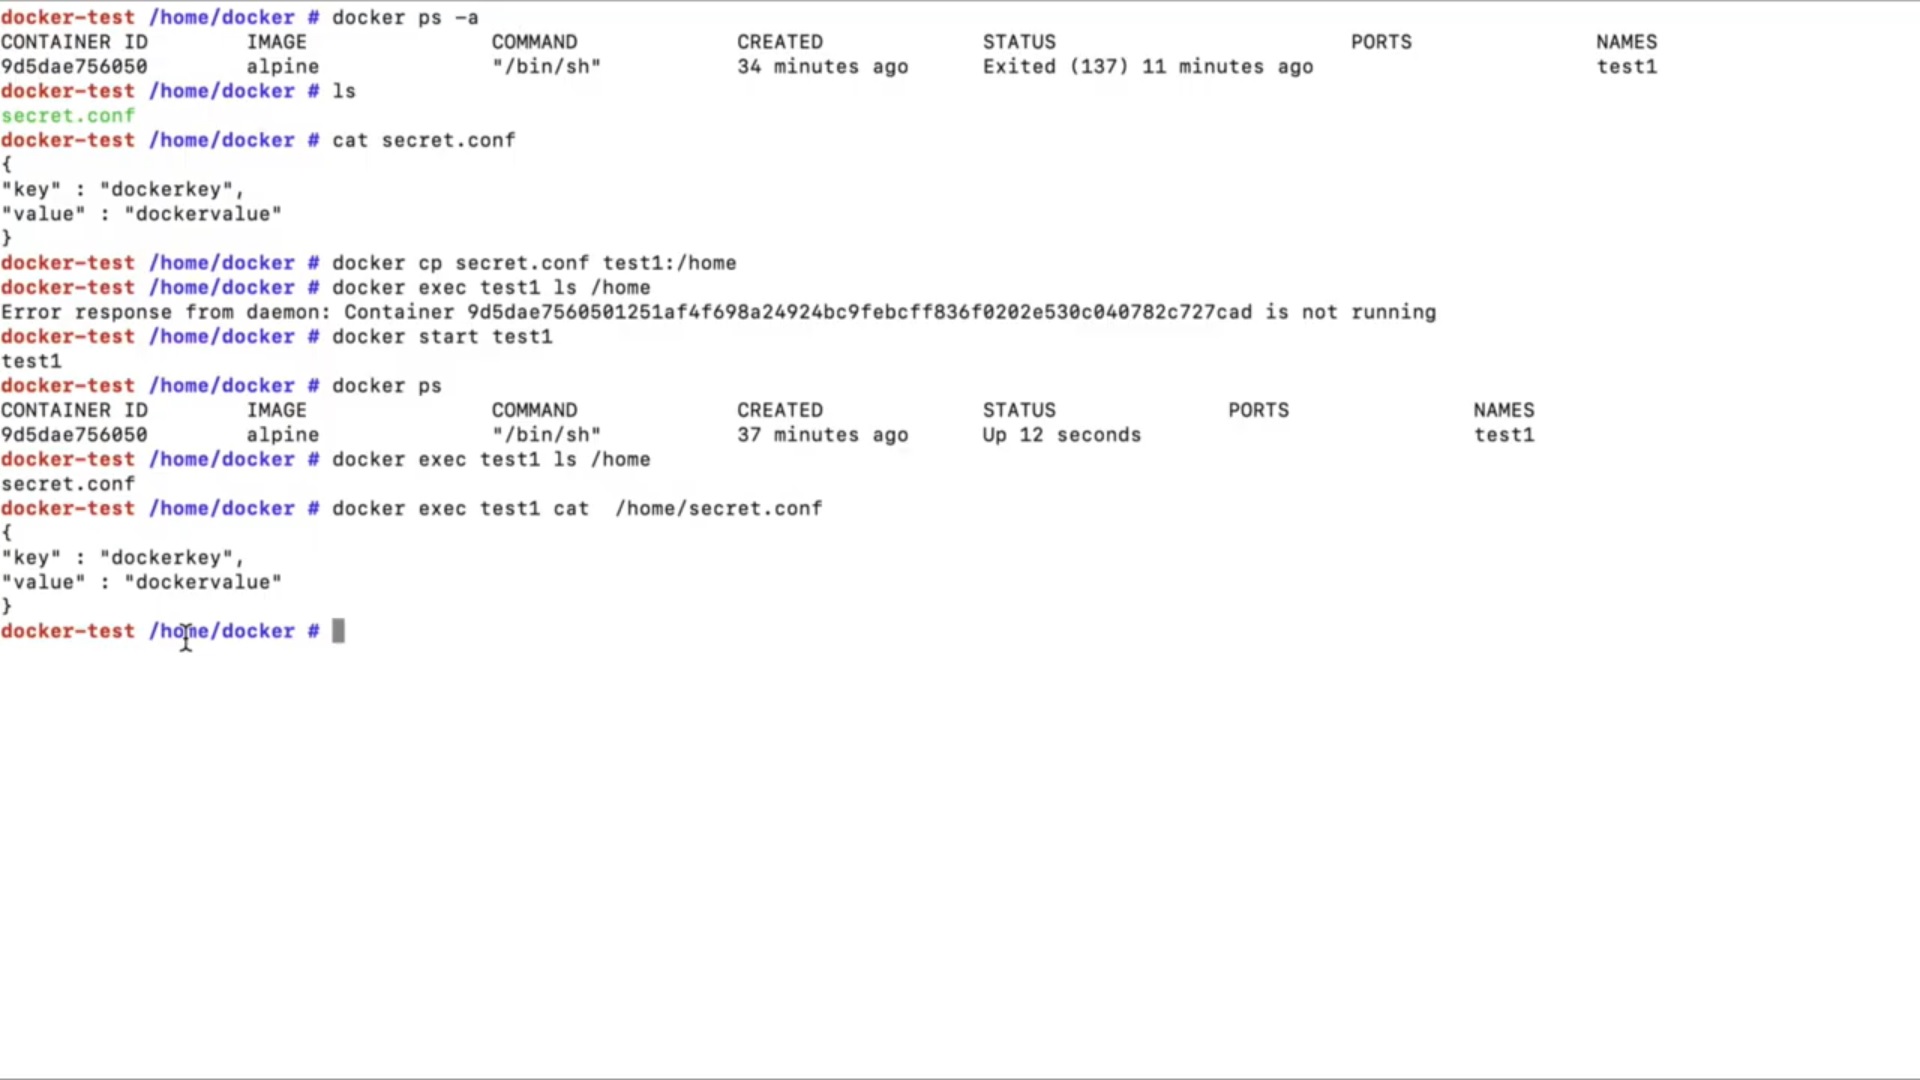 docker-test /home/docker # docker ps -a
CONTAINER ID        IMAGE               COMMAND             CREATED             STATUS                        PORTS               NAMES
9d5dae756050        alpine              "/bin/sh"           34 minutes ago      Exited (137) 11 minutes ago                       test1
docker-test /home/docker # ls
secret.conf
docker-test /home/docker # cat secret.conf
{
"key" : "dockerkey",
"value" : "dockervalue"
}
docker-test /home/docker # docker cp secret.conf test1:/home
docker-test /home/docker # docker exec test1 ls /home
Error response from daemon: Container 9d5dae7560501251af4f698a24924bc9febcff836f0202e530c040782c727cad is not running
docker-test /home/docker # docker start test1
test1
docker-test /home/docker # docker ps
CONTAINER ID        IMAGE               COMMAND             CREATED             STATUS              PORTS               NAMES
9d5dae756050        alpine              "/bin/sh"           37 minutes ago      Up 12 seconds                           test1
docker-test /home/docker # docker exec test1 ls /home
secret.conf
docker-test /home/docker # docker exec test1 cat  /home/secret.conf
{
"key" : "dockerkey",
"value" : "dockervalue"
}
docker-test /home/docker #